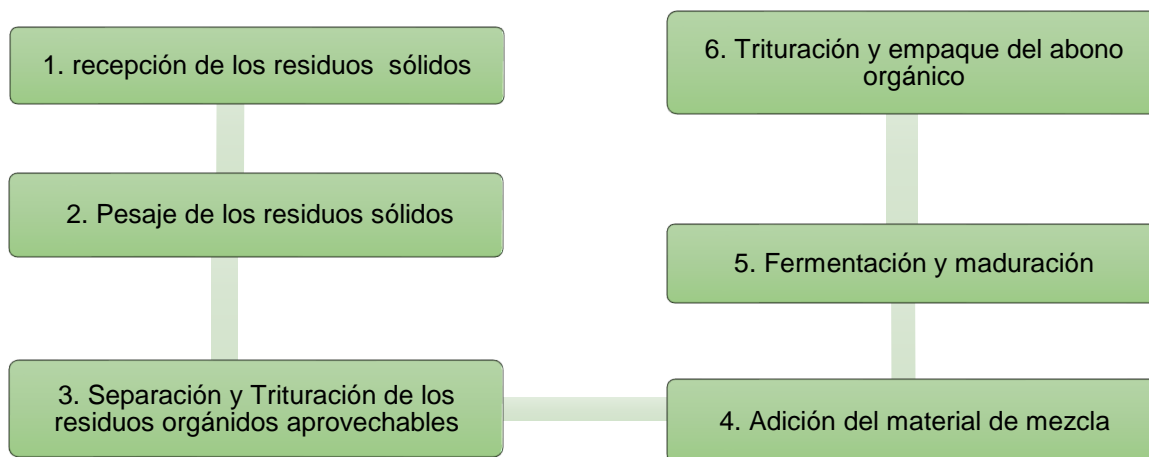 1. recepción de los residuos  sólidos
2. Pesaje de los residuos sólidos
3. Separación y Trituración de los
residuos orgánidos aprovechables
4. Adición del material de mezcla
5. Fermentación y maduración
6. Trituración y empaque del abono
orgánico